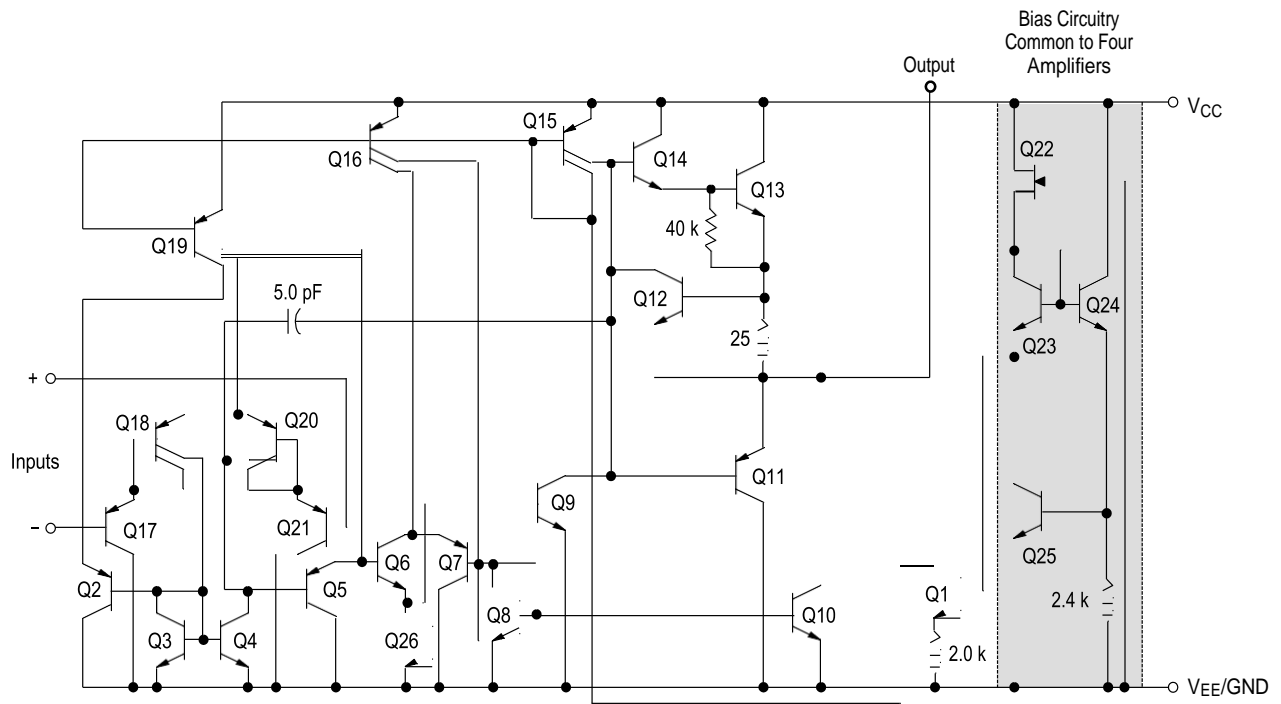 Bias Circuitry
Common to Four
Amplifiers
Output
VCC
Q15
Q22
Q16
Q14
Q13
Q19
40 k
5.0 pF
Q12
Q24
25
Q23
+
Q18
Q20
Inputs
Q11
Q9
−
Q17
Q21
Q25
Q6
Q7
Q2
Q5
Q1
2.4 k
Q8
Q10
Q3
Q4
Q26
2.0 k
VEE/GND